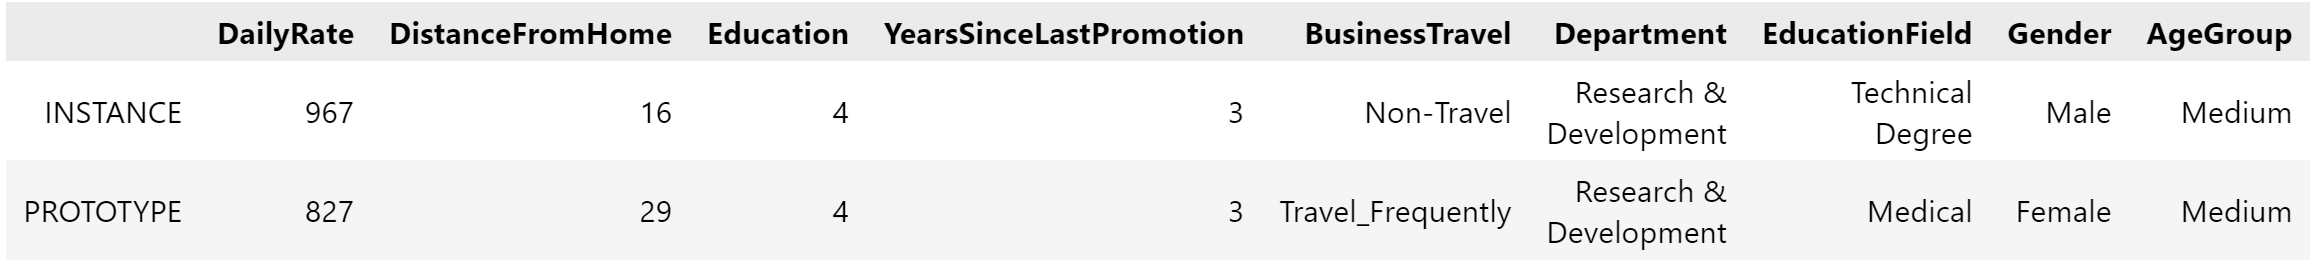 DailyRate DistanceFromHome Education YearsSinceLastPromotion BusinessTravel Department EducationField Gender AgeGroup
INSTANCE 967 16 4 3 Non-Travel Research & Development Technical Degree Male Medium
PROTOTYPE 827 29 4 3 Travel_Frequently Research & Development Medical Female Medium